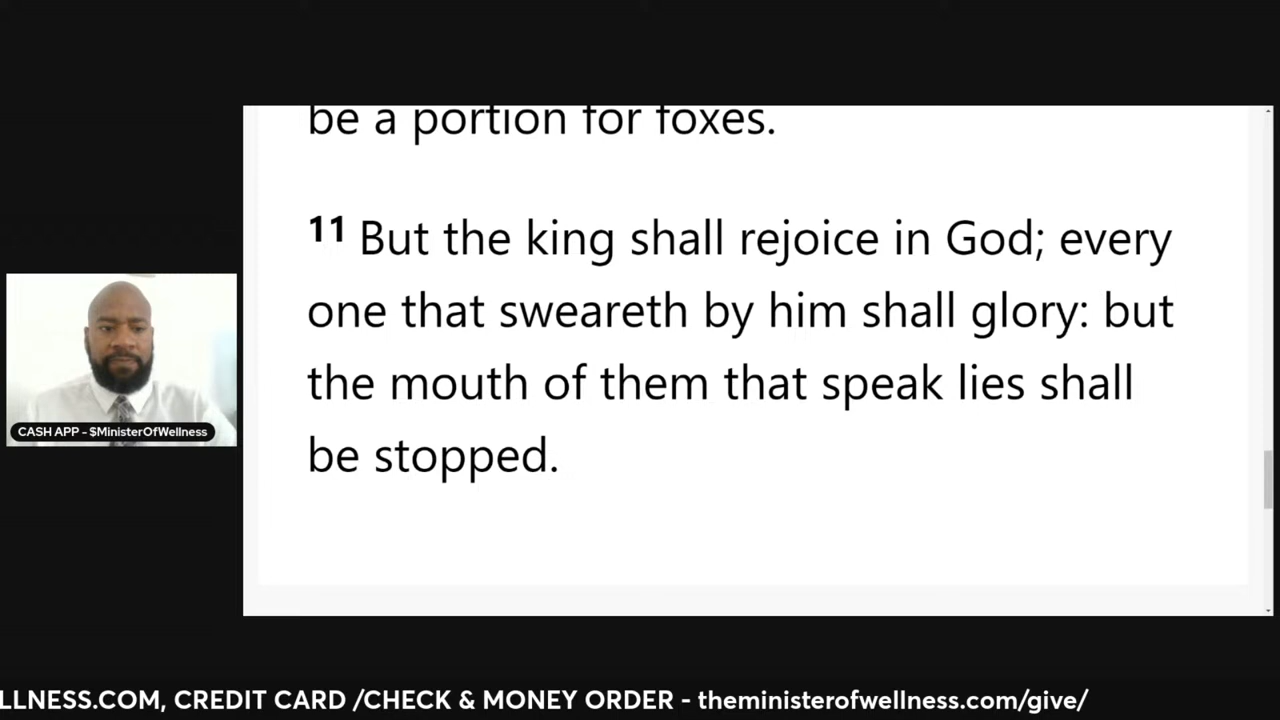 be a portion for foxes.
11 But the king shall rejoice in God; every
one that sweareth by him shall glory: but
the mouth of them that speak lies shall
be stopped.
CASH APP - $MinisterOfWellness
LLNESS.COM, CREDIT CARD /CHECK & MONEY ORDER - theministerofwellness.com/give/